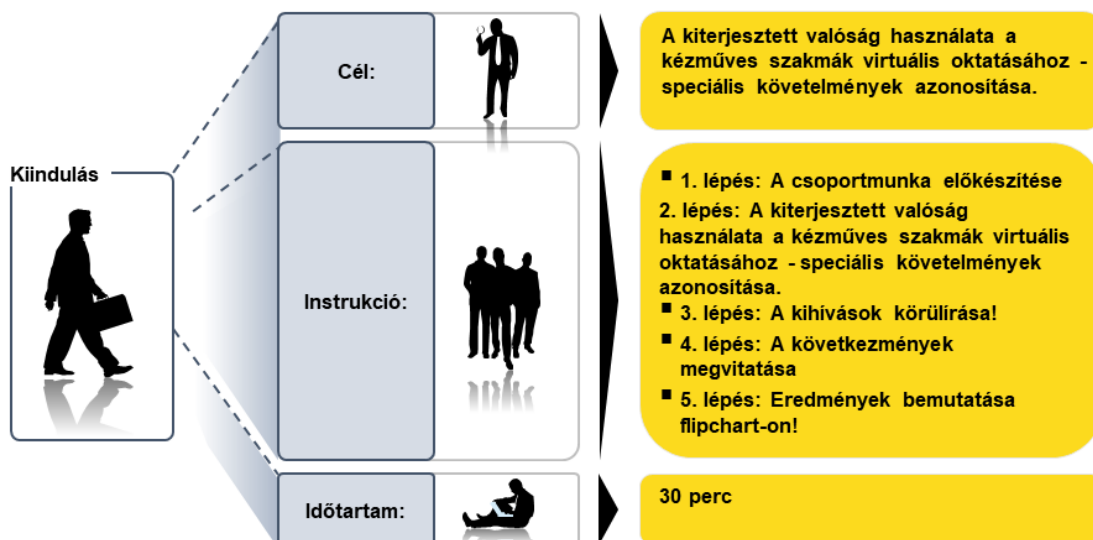 Kiindulás
Cél:
A kiterjesztett valóság használata a
kézműves szakmák virtuális oktatásához -
speciális követelmények azonosítása.
Instrukció:
▪ 1. lépés: A csoportmunka előkészítése
2. lépés: A kiterjesztett valóság
használata a kézműves szakmák virtuális
oktatásához - speciális követelmények
azonosítása.
▪ 3. lépés: A kihívások körülírása!
▪ 4. lépés: A következmények
megvitatása
▪ 5. lépés: Eredmények bemutatása
flipchart-on!
Időtartam:
30 perc